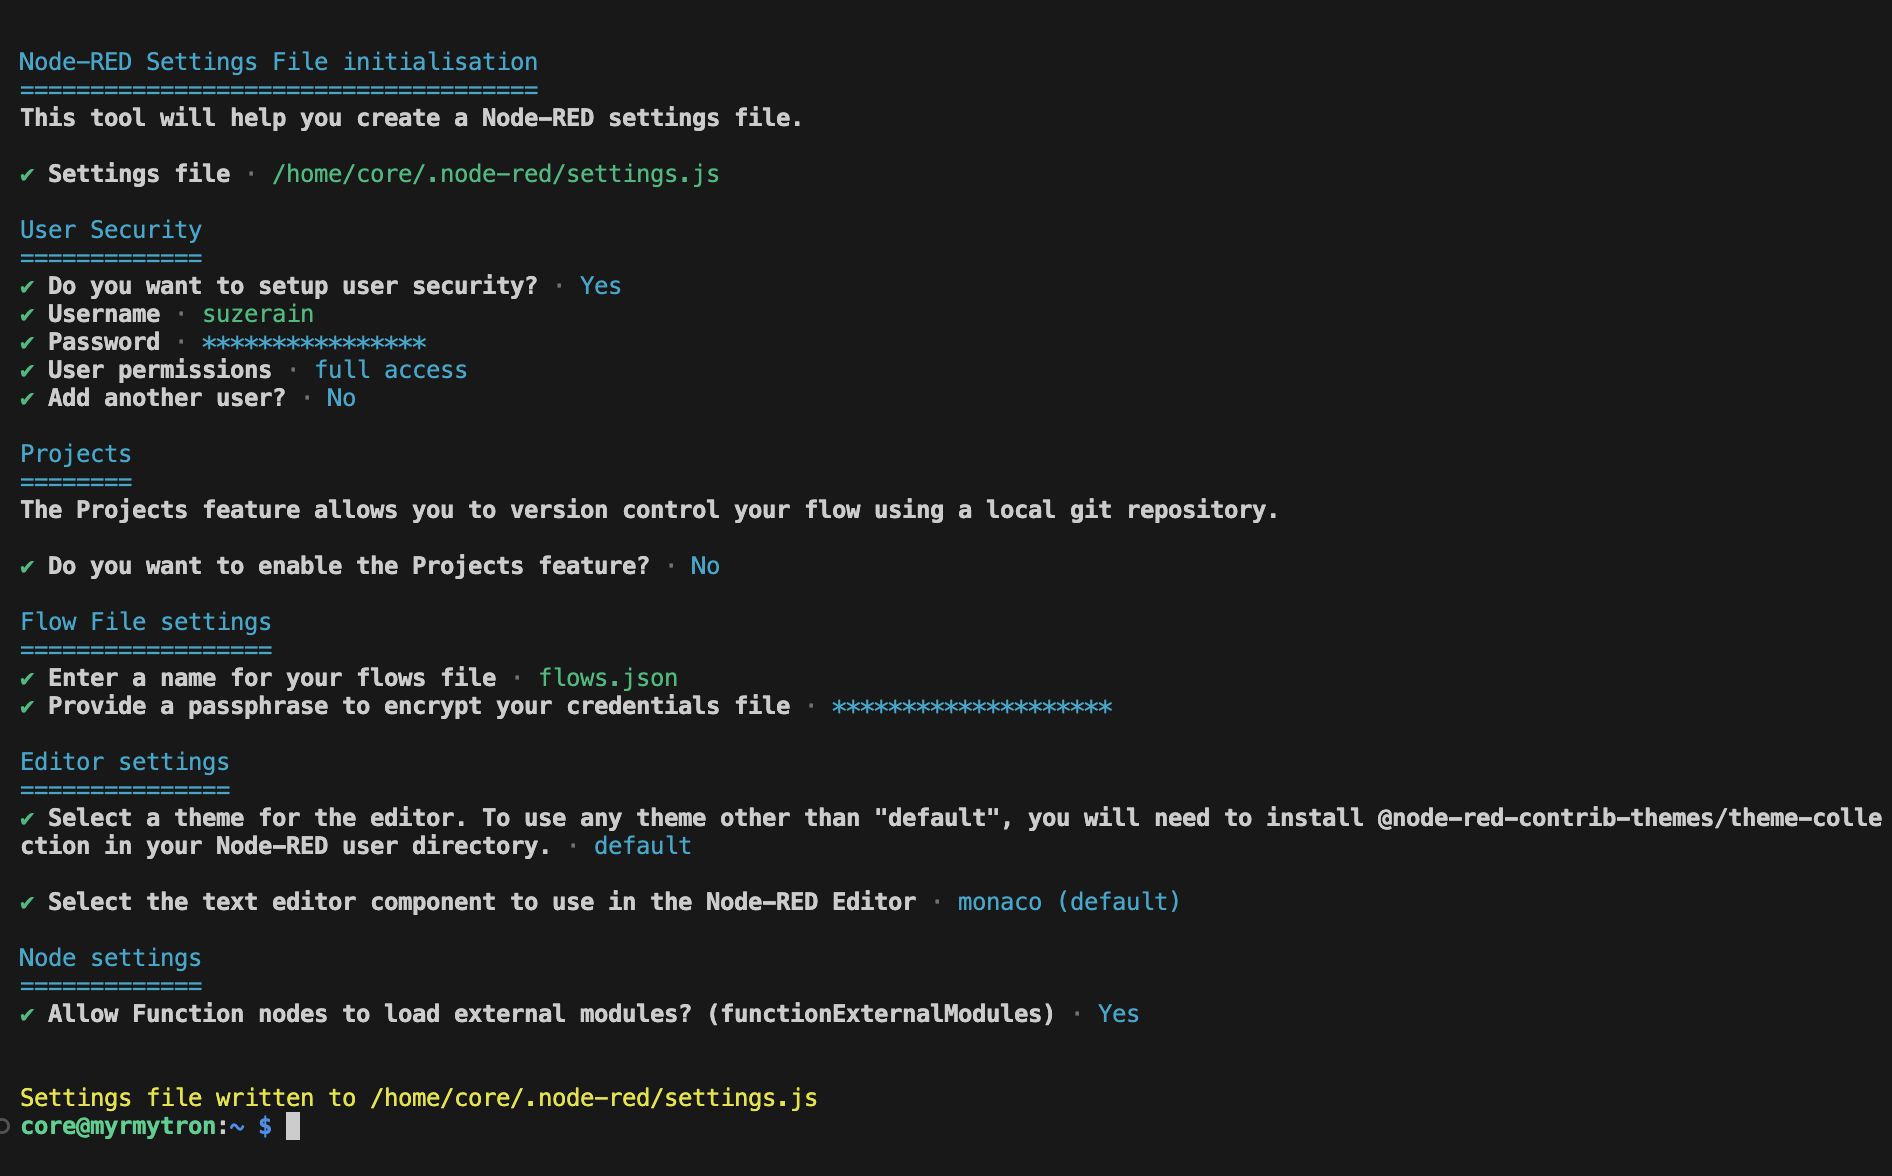 Node-RED Settings File initialisation
=====================================
This tool will help you create a Node-RED settings file.
✔ Settings file · /home/core/.node-red/settings.js
User Security
=============
✔ Do you want to setup user security? · Yes
✔ Username · suzerain
✔ Password · ****************
✔ User permissions · full access
✔ Add another user? · No
Projects
========
The Projects feature allows you to version control your flow using a local git repository.
✔ Do you want to enable the Projects feature? · No
Flow File settings
==================
✔ Enter a name for your flows file · flows.json
✔ Provide a passphrase to encrypt your credentials file · ********************
Editor settings
===============
✔ Select a theme for the editor. To use any theme other than "default", you will need to install @node-red-contrib-themes/theme-colle
ction in your Node-RED user directory. · default
✔ Select the text editor component to use in the Node-RED Editor · monaco (default)
Node settings
=============
✔ Allow Function nodes to load external modules? (functionExternalModules) · Yes
Settings file written to /home/core/.node-red/settings.js
core@myrmytron:~ $